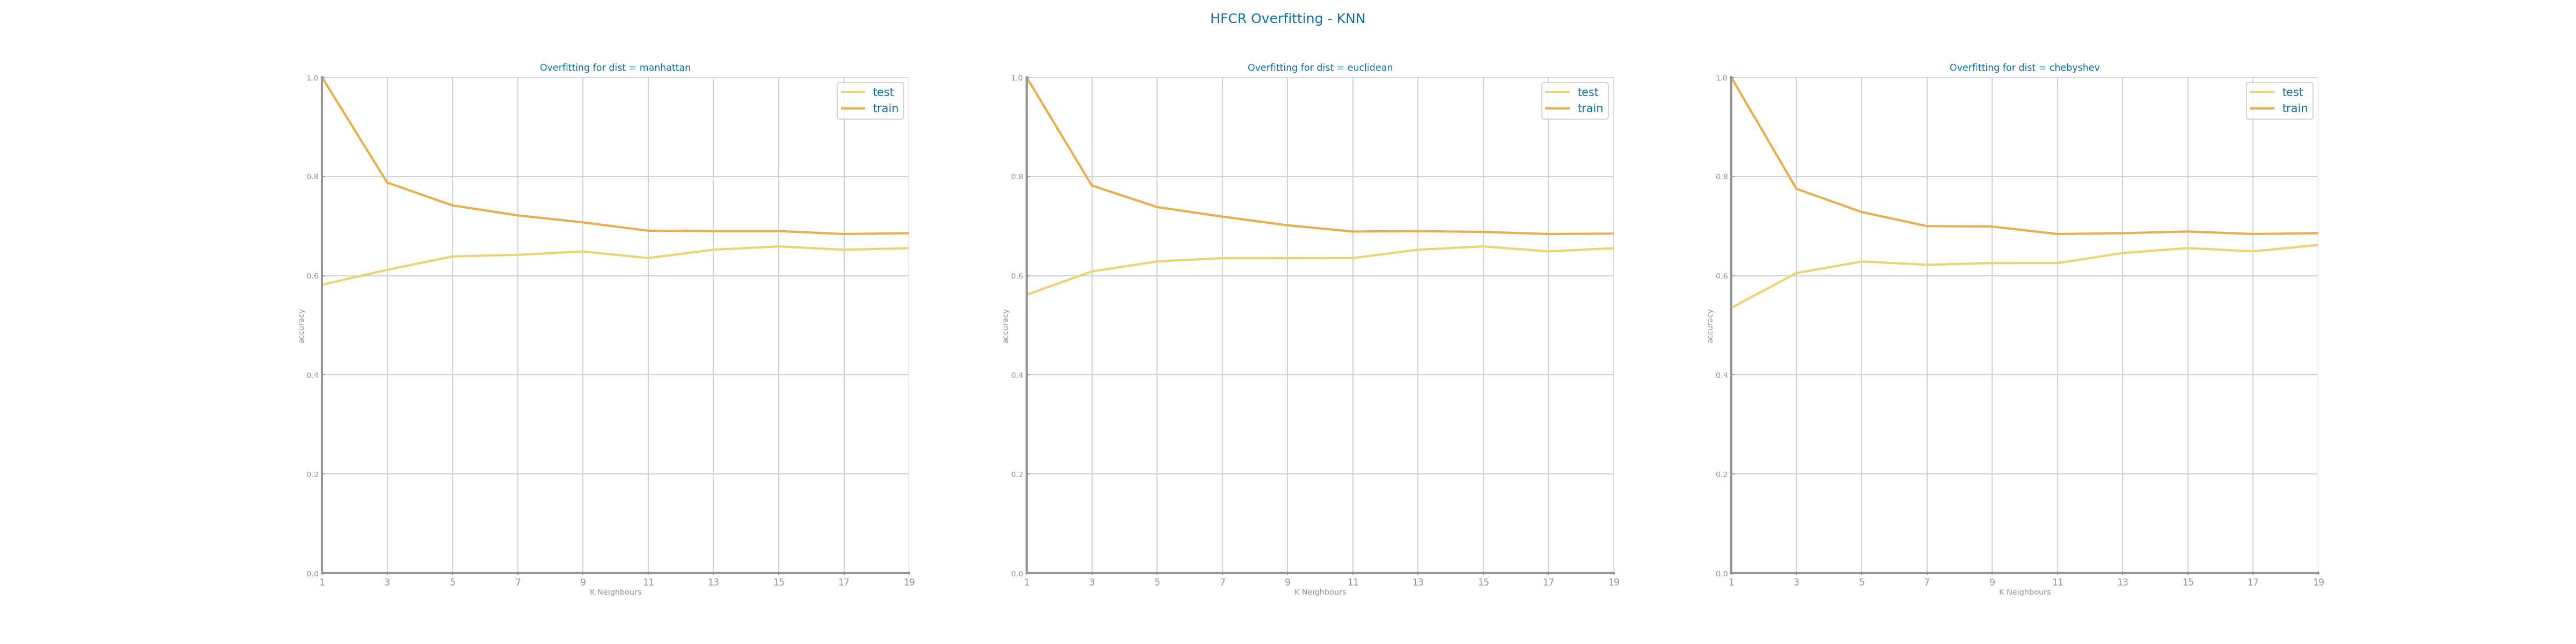 HFCR Overfitting - KNN
Overfitting for dist = manhattan
1.0
0.8
0.6
0.4
0.2
0.0
accuracy
test
train
1 3 5 7 9 11 13 15 17 19
K Neighbours
Overfitting for dist = euclidean
1.0
0.8
0.6
0.4
0.2
0.0
accuracy
test
train
1 3 5 7 9 11 13 15 17 19
K Neighbours
Overfitting for dist = chebyshev
1.0
0.8
0.6
0.4
0.2
0.0
accuracy
test
train
1 3 5 7 9 11 13 15 17 19
K Neighbours